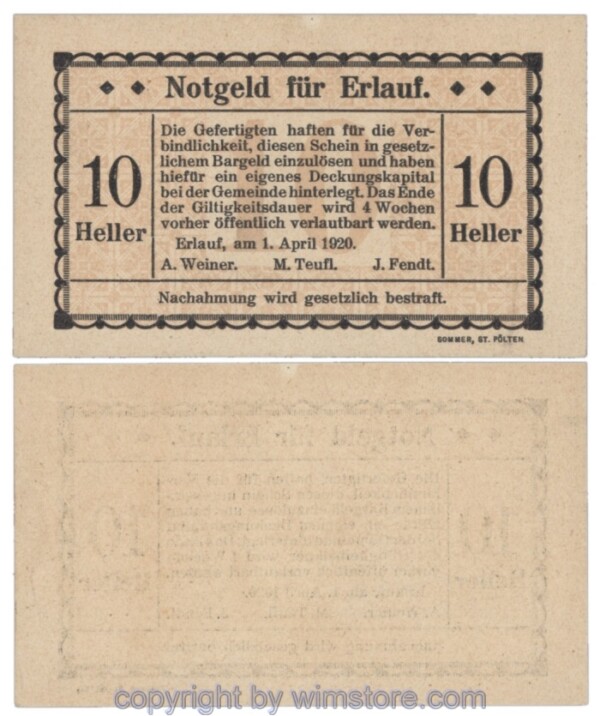 Notgeld für Erlauf.
10
Heller
Die Gefertigten haften für die Ver-
bindlichkeit, diesen Schein in gesetz-
lichem Bargeld einzulösen und haben
hiefür ein eigenes Deckungskapital
bei der Gemeinde hinterlegt. Das Ende
der Giltigkeitsdauer wird 4 Wochen
vorher öffentlich verlautbart werden.
Erlauf, am 1. April 1920.
A. Weiner. M. Teufl. J. Fendt.
10
Heller
Nachahmung wird gesetzlich bestraft.
SOMMER, ST. PÖLTEN
copyright by wimstore.com